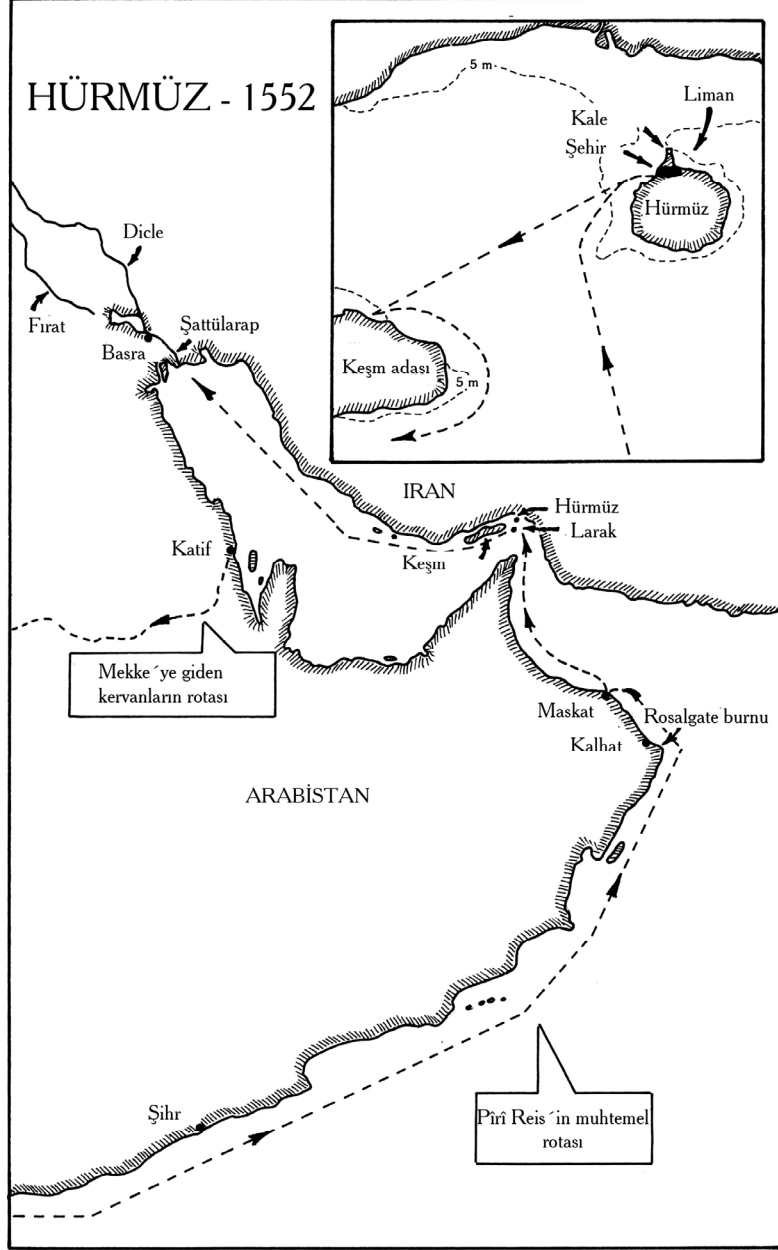 HÜRMÜZ - 1552
5 m
Liman
Kale
Şehir
Hürmüz
Keşm adası
5 m
Dicle
Fırat
Şattülarap
Basra
IRAN
Hürmüz
Larak
Keşm
Katif
Mekke´ye giden
kervanların rotası
Maskat
Rosalgate burnu
Kalhat
ARABİSTAN
Şihr
Pîrî Reis´in muhtemel
rotası